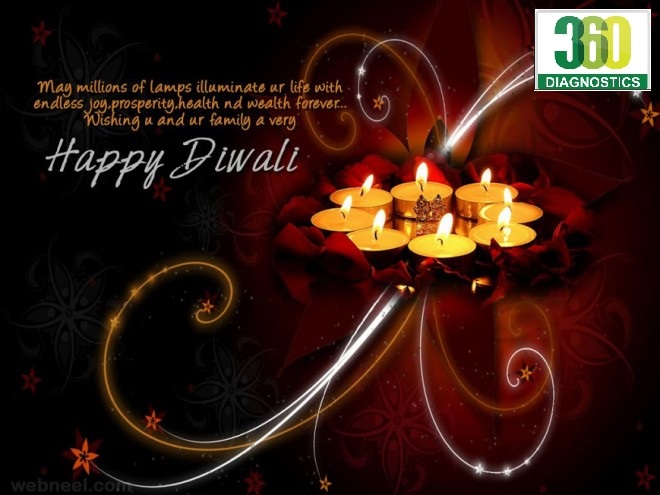 360
DIAGNOSTICS
May millions of lamps illuminate ur life with
endless joy,prosperity,health nd wealth forever...
Wishing u and ur family a very
Happy Diwali
webneel.com